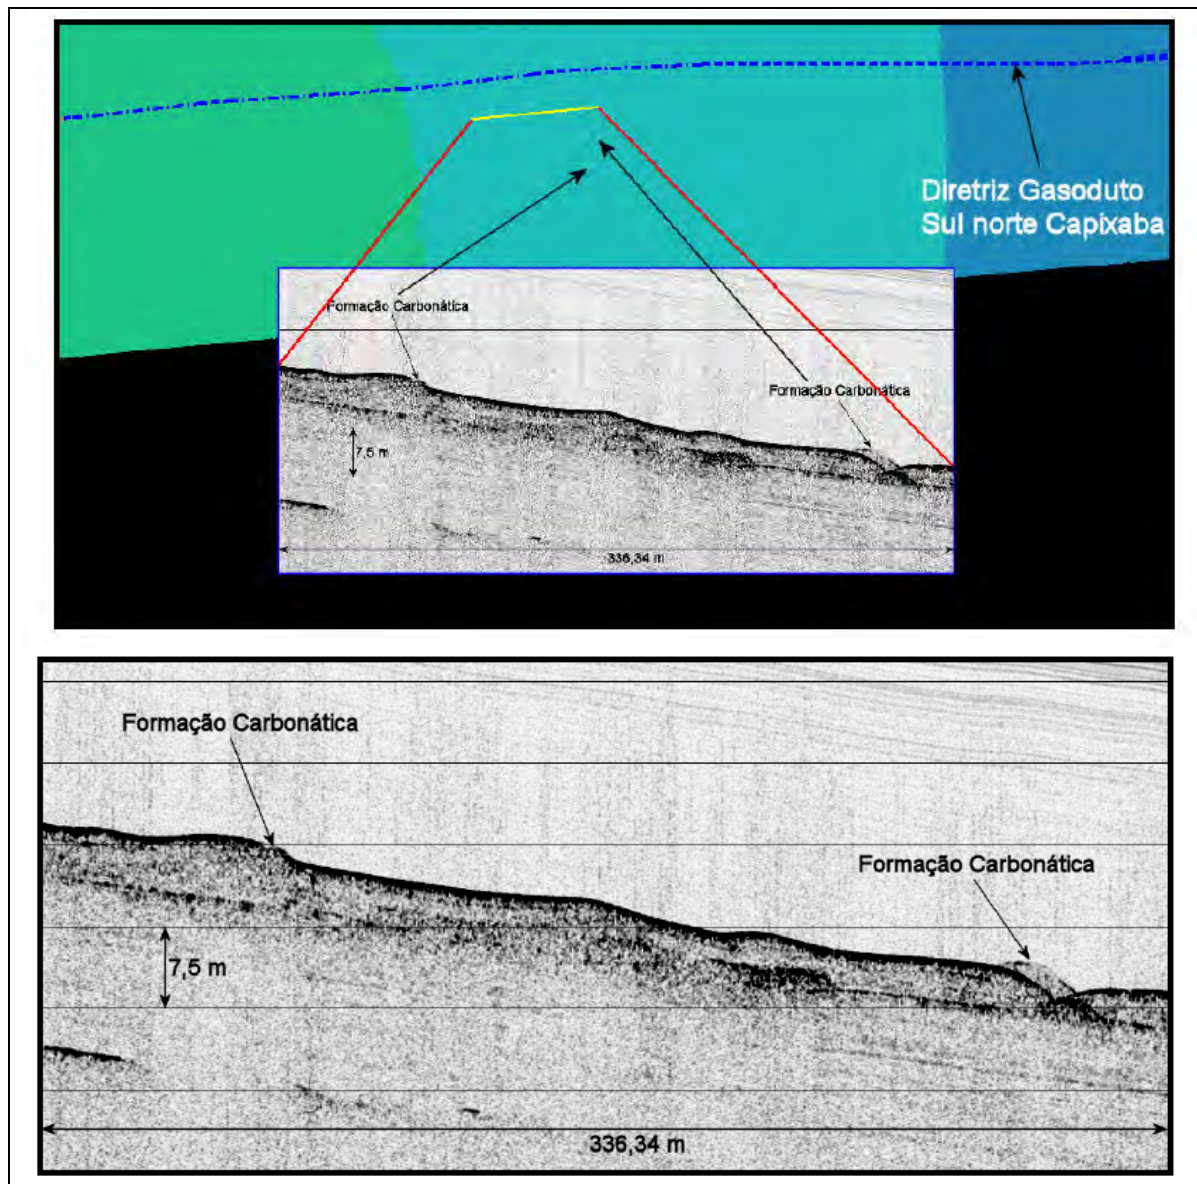 Diretriz Gasoduto
Sul norte Capixaba
Formação Carbonática
Formação Carbonática
7,5 m
336,34 m
Formação Carbonática
Formação Carbonática
7,5 m
336,34 m